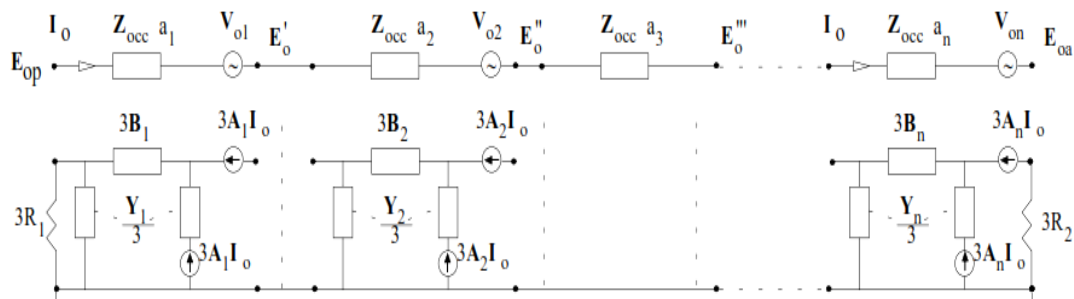 I o Z occ a 1 V o1 E o ' Z occ a 2 V o2 E o '' Z occ a 3 E o ''' I o Z occ a n V on E oa
E op
3B 1 3A 1 I o 3B 2 3A 2 I o 3B n 3A n I o
3R 1 Y 1 3 Y 2 3 Y n 3 3R 2
3A 1 I o 3A 2 I o 3A n I o